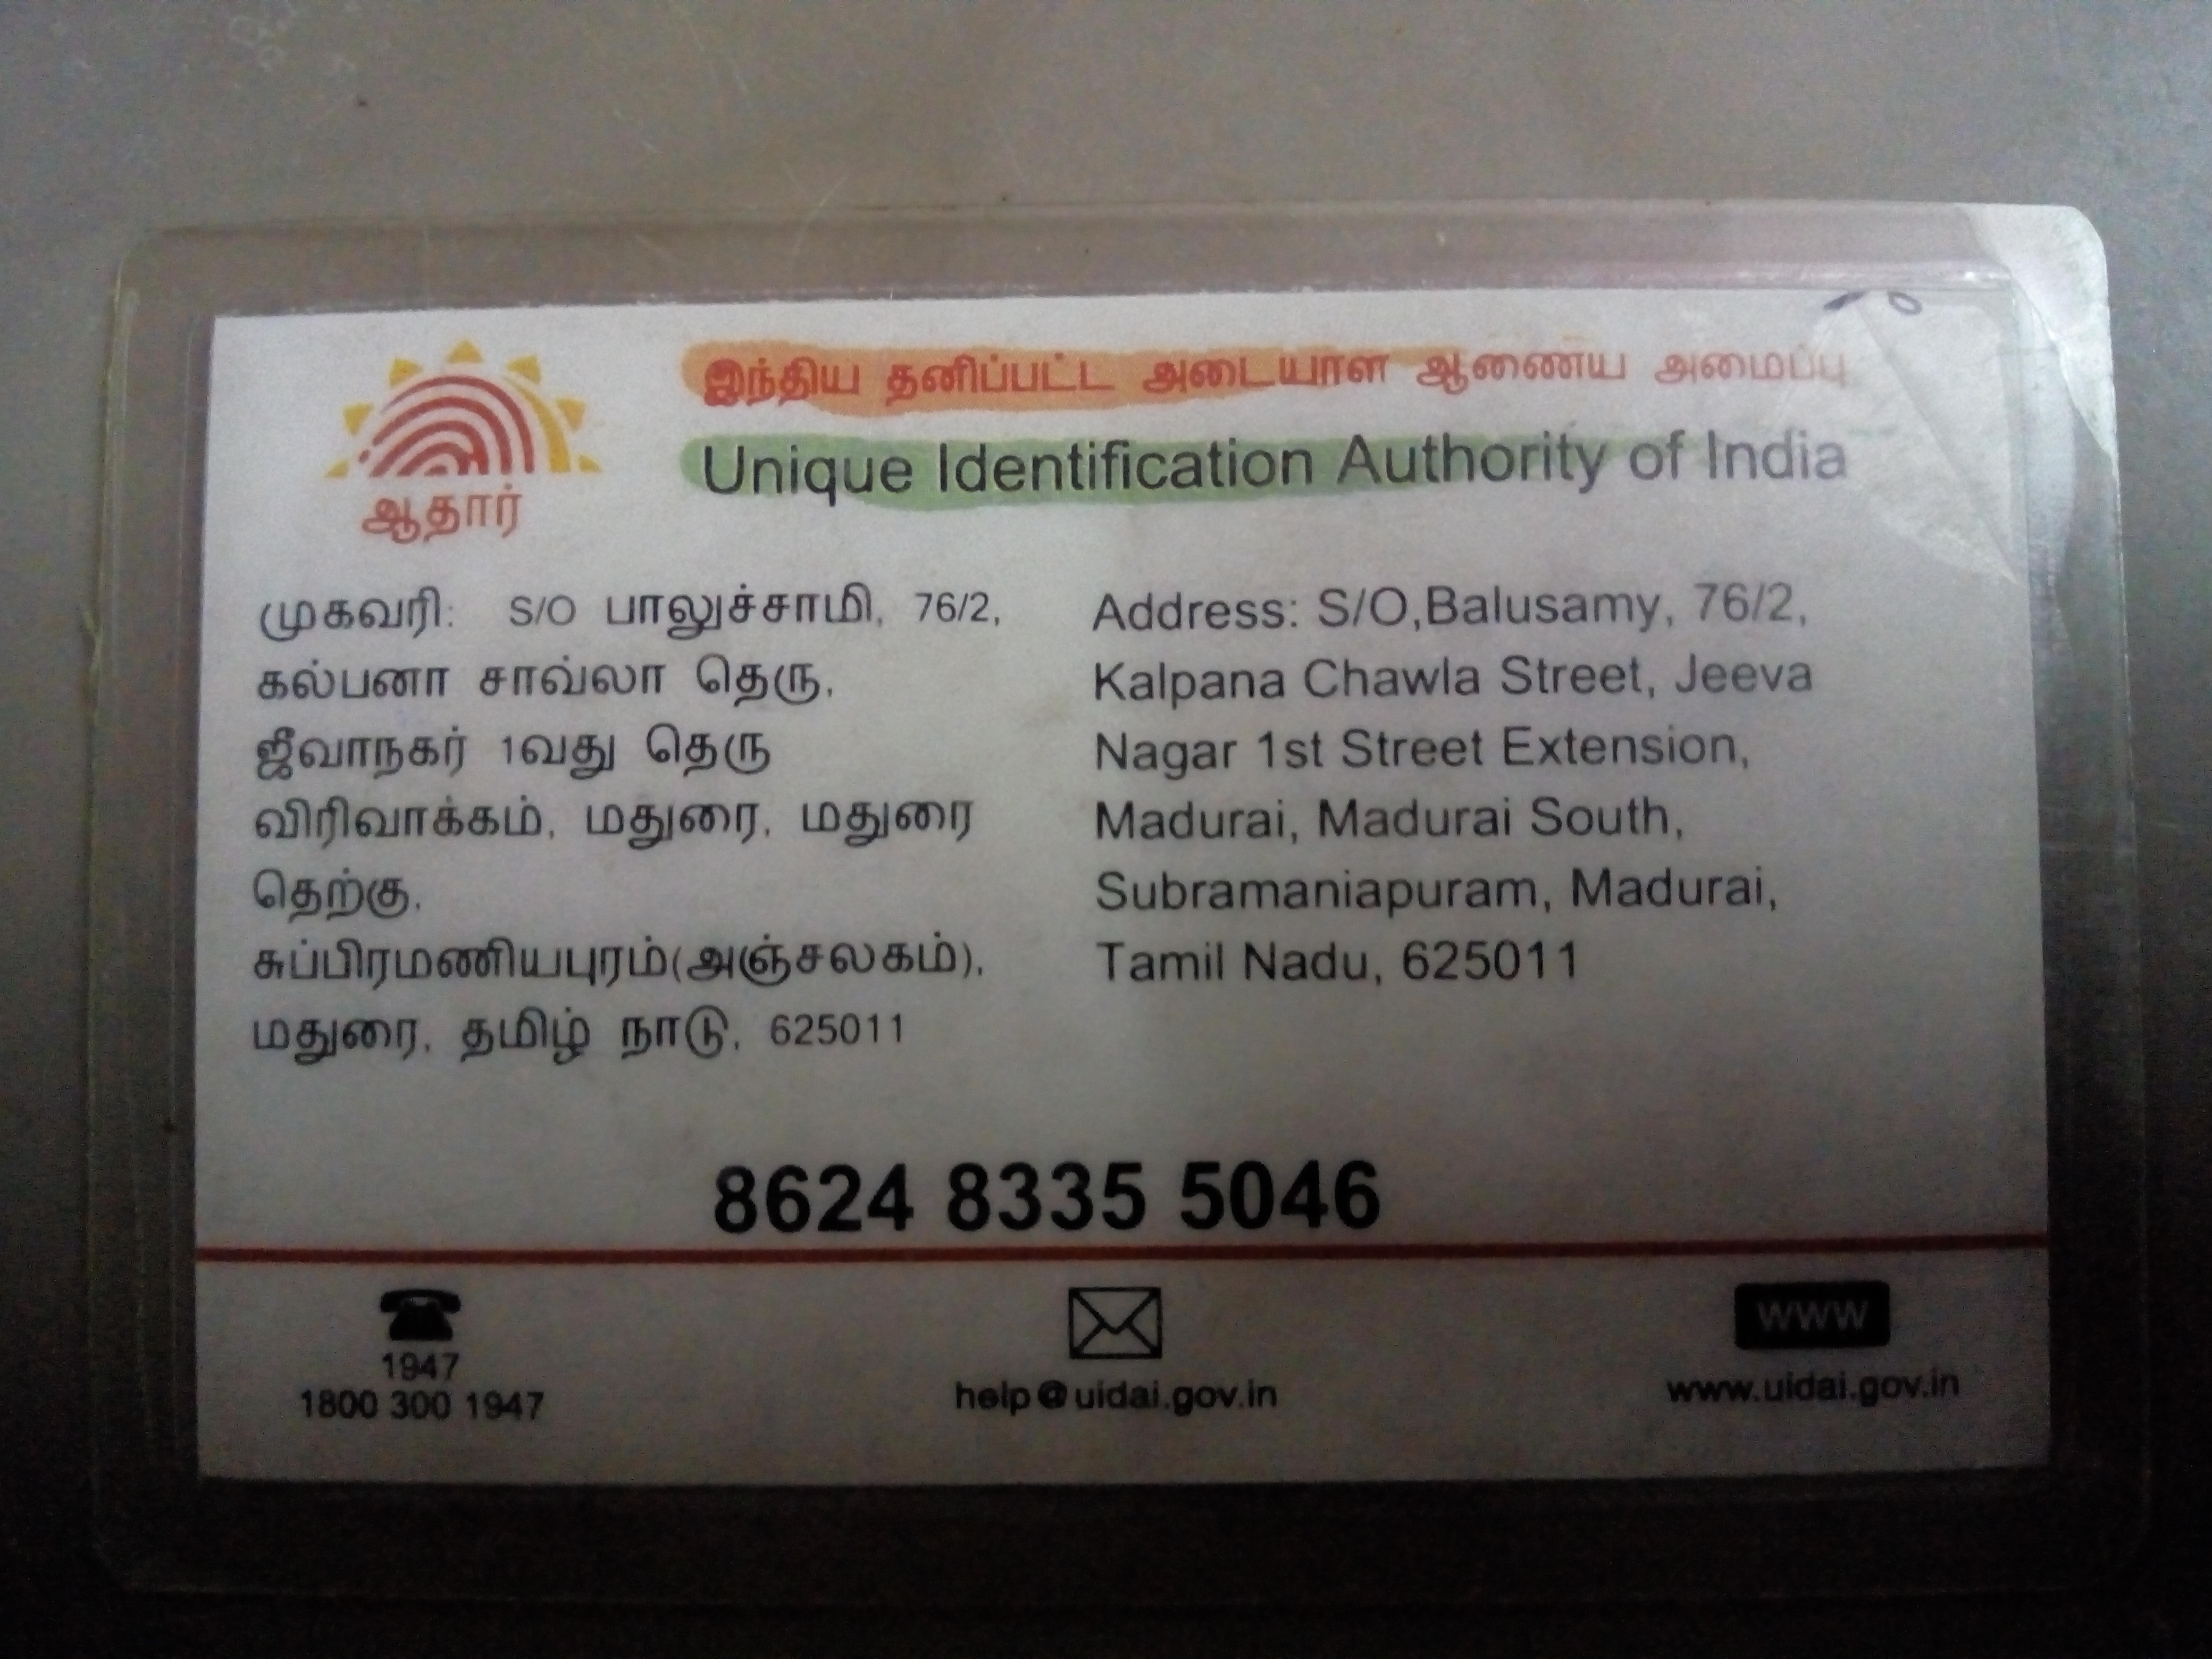 இந்திய தனிப்பட்ட அடையாள ஆணைய அமைப்பு
Unique Identification Authority of India
ஆதார்
முகவரி: S/O பாலுச்சாமி, 76/2,
கல்பனா சாவ்லா தெரு,
ஜீவாநகர் 1வது தெரு
விரிவாக்கம், மதுரை, மதுரை
தெற்கு,
சுப்பிரமணியபுரம்(அஞ்சலகம்),
மதுரை, தமிழ் நாடு, 625011
Address: S/O,Balusamy, 76/2,
Kalpana Chawla Street, Jeeva
Nagar 1st Street Extension,
Madurai, Madurai South,
Subramaniapuram, Madurai,
Tamil Nadu, 625011
8624 8335 5046
1947
1800 300 1947
help@uidai.gov.in
WWW
www.uidai.gov.in